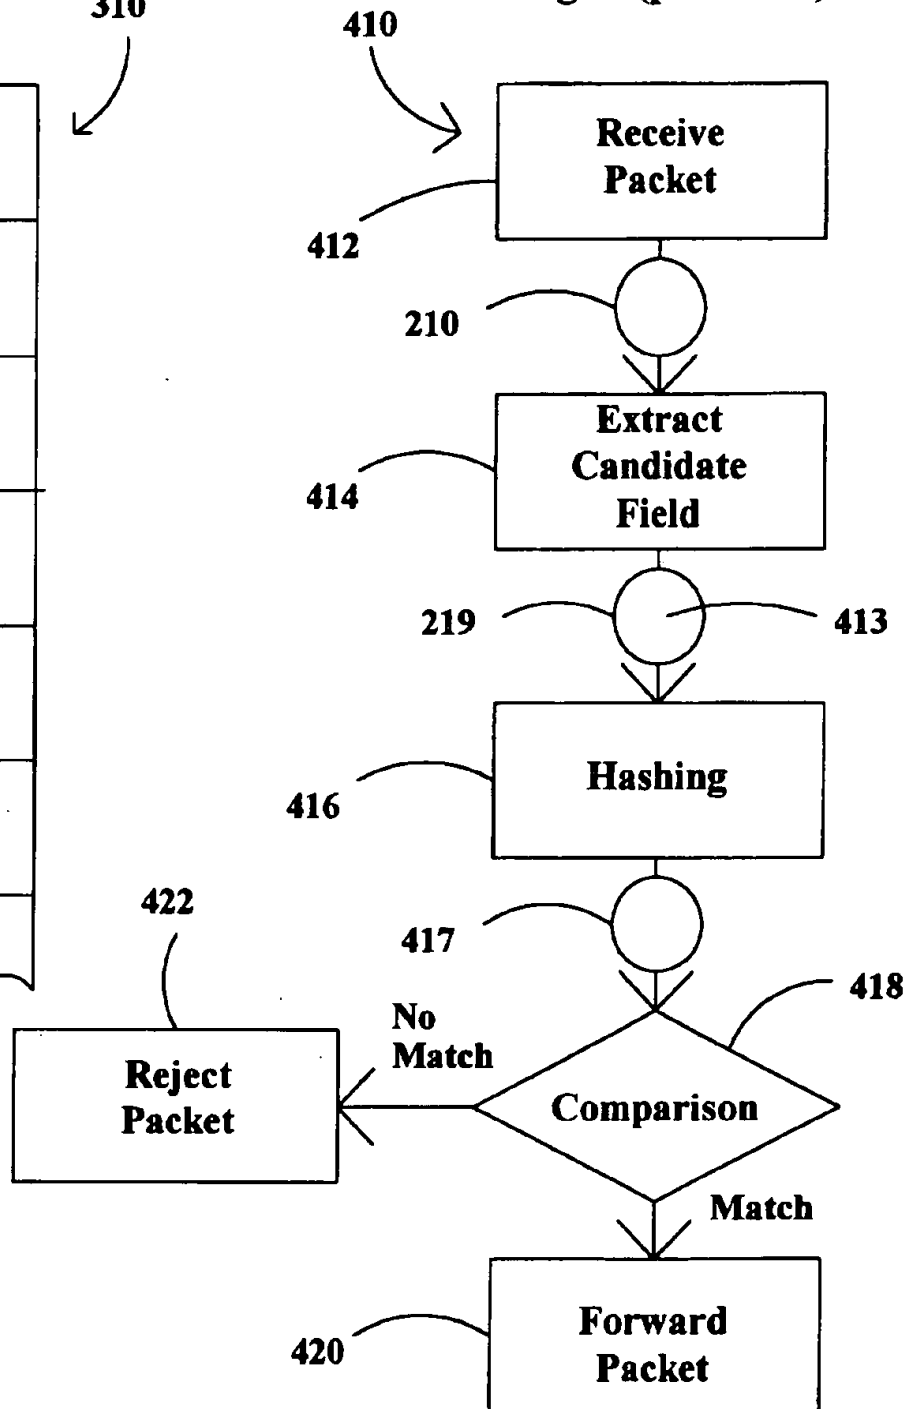 310
410
Receive
Packet
412
210
Extract
Candidate
Field
414
219
413
Hashing
416
422
417
418
No
Match
Reject
Packet
Comparison
Match
Forward
Packet
420